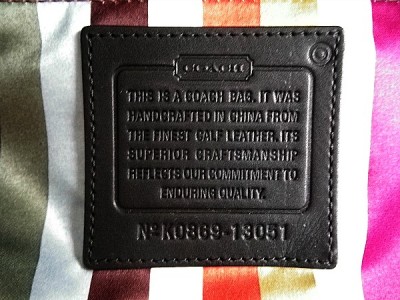 COACH
THIS IS A COACH BAG. IT WAS
HANDCRAFTED IN CHINA FROM
THE FINEST CALF LEATHER. ITS
SUPERIOR CRAFTSMANSHIP
REFLECTS OUR COMMITMENT TO
ENDURING QUALITY.
Nº K0869-13051